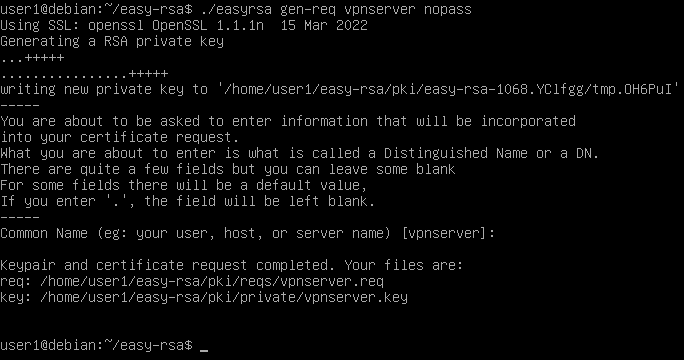 user1@debian:~/easy-rsa$ ./easyrsa gen-req vpnserver nopass
Using SSL: openssl OpenSSL 1.1.1n  15 Mar 2022
Generating a RSA private key
...+++++
................+++++
writing new private key to '/home/user1/easy-rsa/pki/easy-rsa-1068.YClfgg/tmp.OH6PuI'
-----
You are about to be asked to enter information that will be incorporated
into your certificate request.
What you are about to enter is what is called a Distinguished Name or a DN.
There are quite a few fields but you can leave some blank
For some fields there will be a default value,
If you enter '.', the field will be left blank.
-----
Common Name (eg: your user, host, or server name) [vpnserver]:
Keypair and certificate request completed. Your files are:
req: /home/user1/easy-rsa/pki/reqs/vpnserver.req
key: /home/user1/easy-rsa/pki/private/vpnserver.key
user1@debian:~/easy-rsa$ _